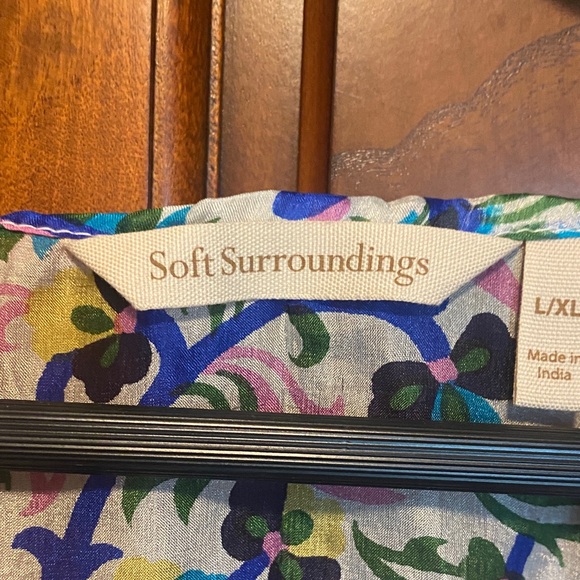 Soft Surroundings
L/XL
Made in
India